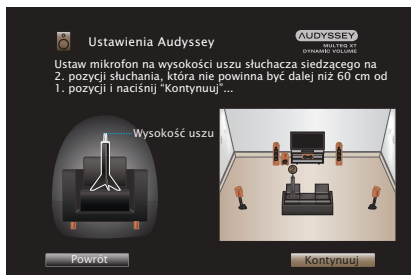 Ustawienia Audyssey
AUDYSSEY
MULTEQ XT
DYNAMIC VOLUME
Ustaw mikrofon na wysokości uszu słuchacza siedzącego na
2. pozycji słuchania, która nie powinna być dalej niż 60 cm od
1. pozycji i naciśnij "Kontynuuj"...
Wysokość uszu
Powrót
Kontynuuj